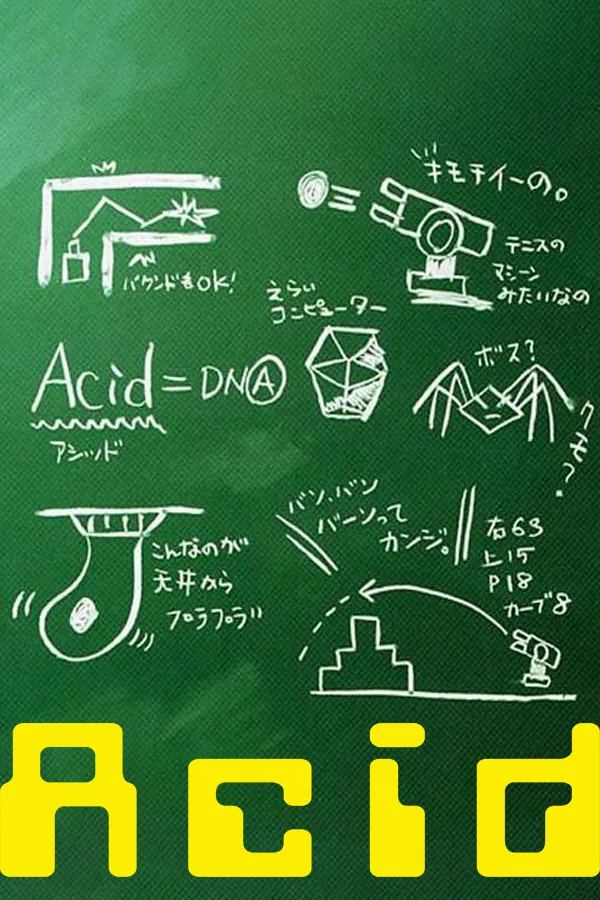 キモチイーの。
テニスの
マシーン
みたいなの
バウンドもOK!
えらい
コンピューター
Acid=DNA
アシッド
ボス?
クモ?
こんなのが
天井から
プラプラ
バン、バン
バーンって
カンジ。
右63
上15
P18
カーブ8
Acid